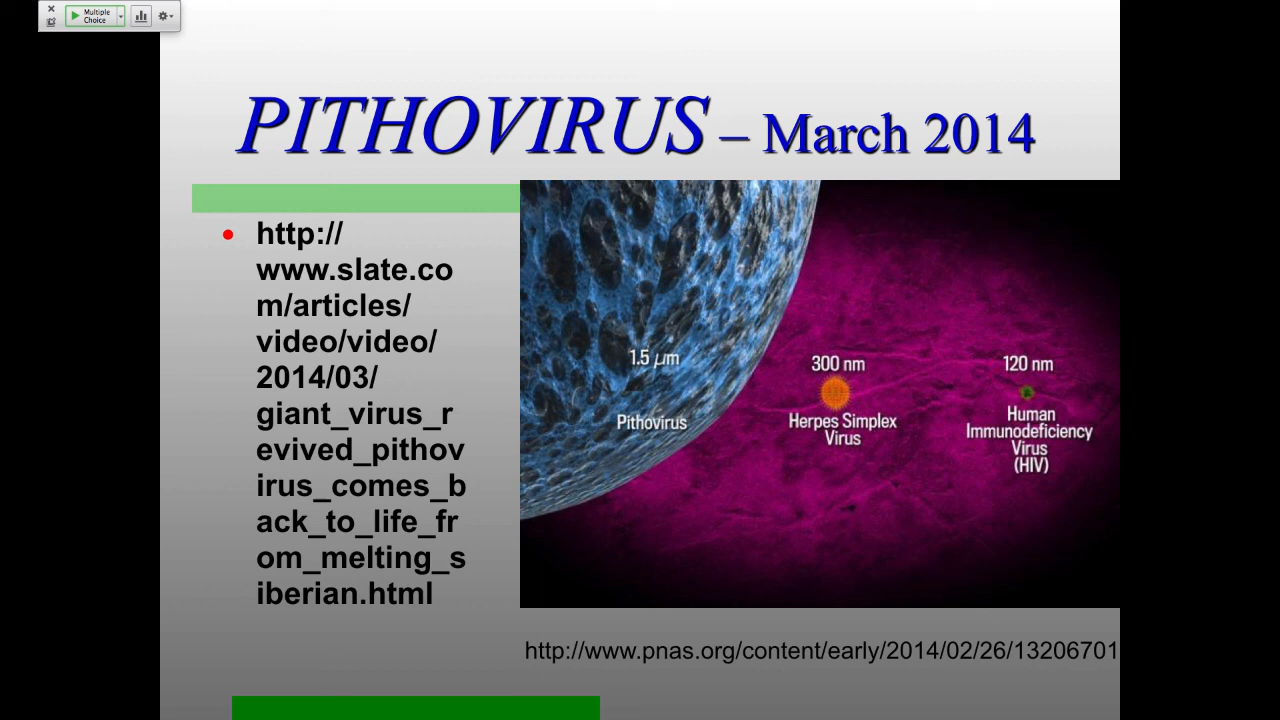 Multiple
Choice
PITHOVIRUS – March 2014
• http://
www.slate.co
m/articles/
video/video/
2014/03/
giant_virus_r
evived_pithov
irus_comes_b
ack_to_life_fr
om_melting_s
iberian.html
1.5 µm
Pithovirus
300 nm
Herpes Simplex
Virus
120 nm
Human
Immunodeficiency
Virus
(HIV)
http://www.pnas.org/content/early/2014/02/26/13206701